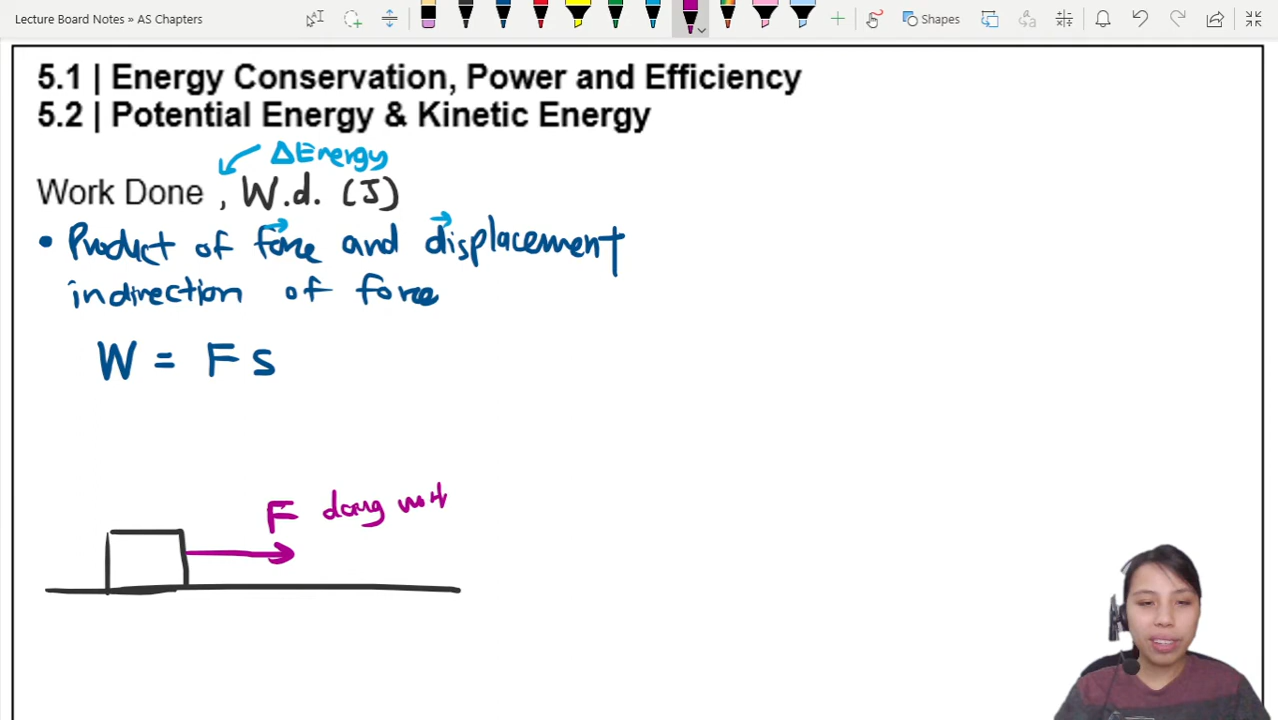 Lecture Board Notes » AS Chapters
Shapes
5.1 | Energy Conservation, Power and Efficiency
5.2 | Potential Energy & Kinetic Energy
ΔEnergy
Work Done , W.d. (J)
• Product of force and displacement
in direction of force
W = F s
F doing work